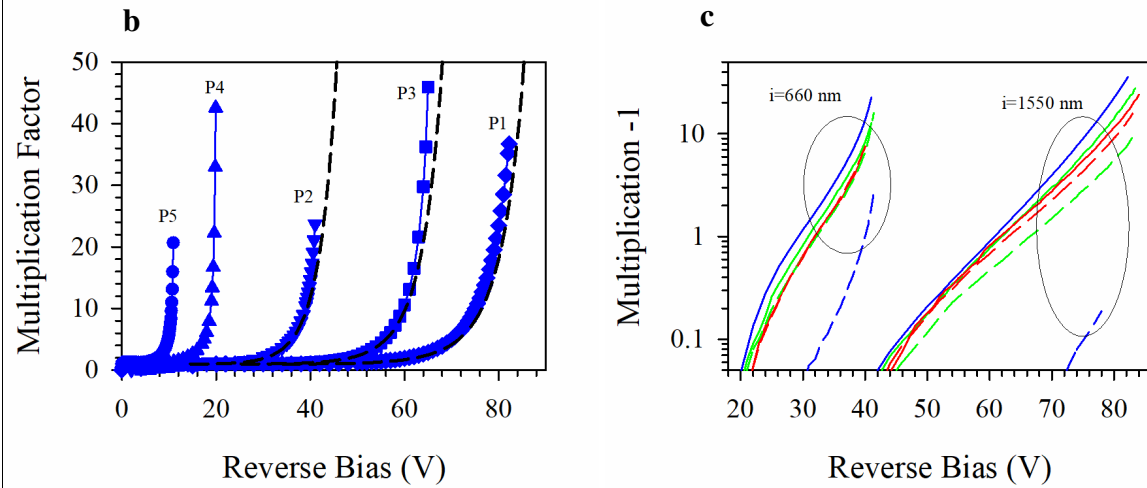 b
Multiplication Factor
50
40
30
20
10
0
P5
P4
P2
P3
P1
0
20
40
60
80
Reverse Bias (V)
c
Multiplication -1
10
1
0.1
i=660 nm
i=1550 nm
20
30
40
50
60
70
80
Reverse Bias (V)